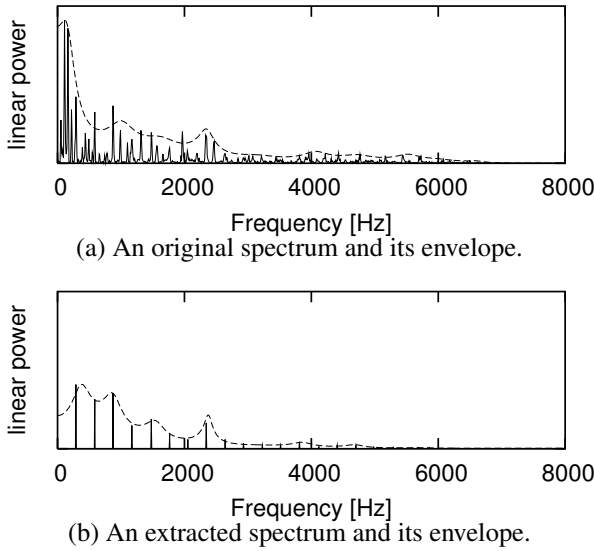 linear power
0 2000 4000 6000 8000
Frequency [Hz]
(a) An original spectrum and its envelope.
linear power
0 2000 4000 6000 8000
Frequency [Hz]
(b) An extracted spectrum and its envelope.